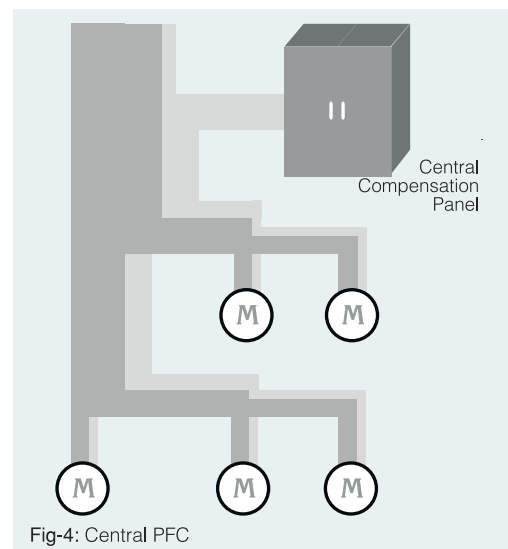 Central
Compensation
Panel
M M
M M M
Fig-4: Central PFC